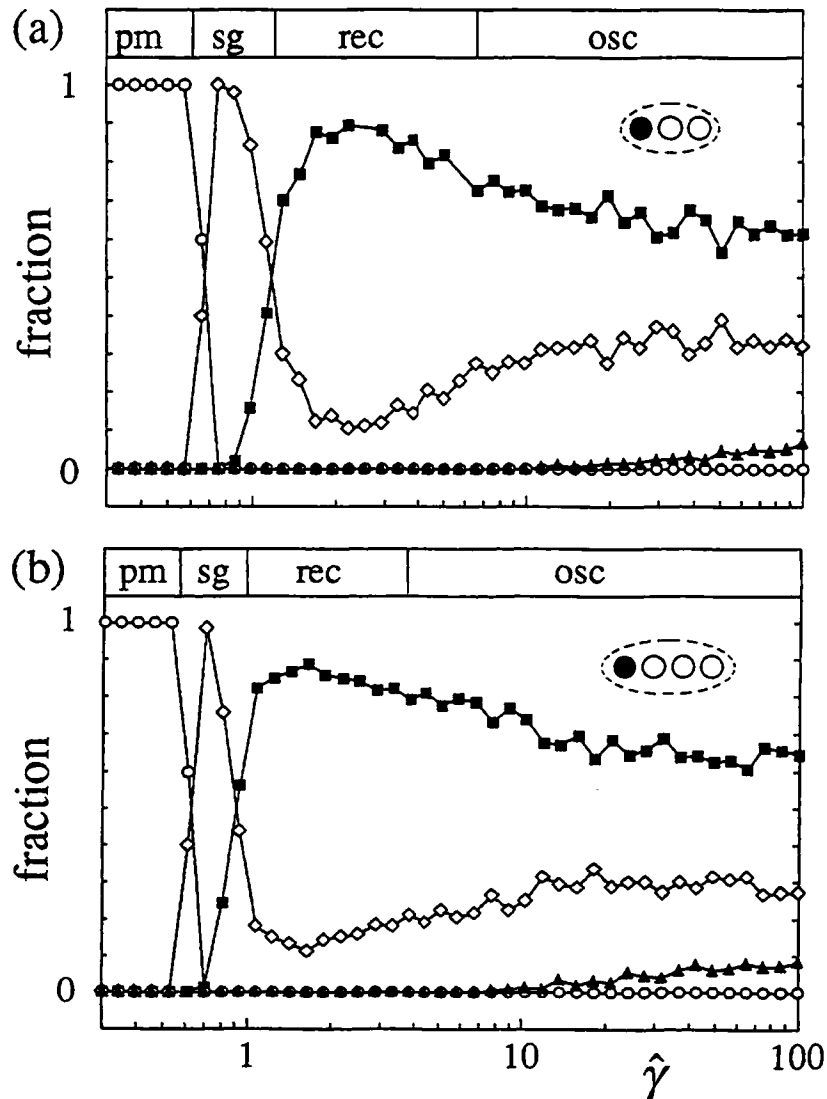 (a)
pm sg rec osc
1
fraction
0
(b)
pm sg rec osc
1
fraction
0
1 10 100
γ̂